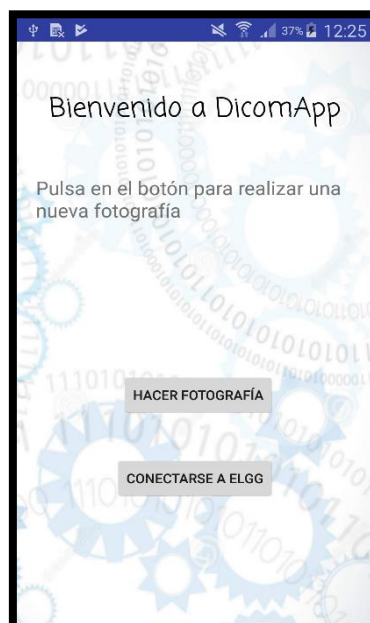 37% 12:25
Bienvenido a DicomApp
Pulsa en el botón para realizar una
nueva fotografía
HACER FOTOGRAFÍA
CONECTARSE A ELGG